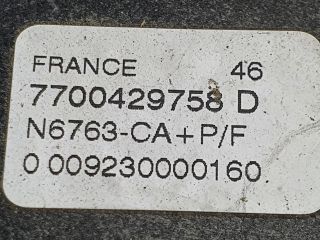 FRANCE 46
7700429758 D
N6763-CA+P/F
0 009230000160